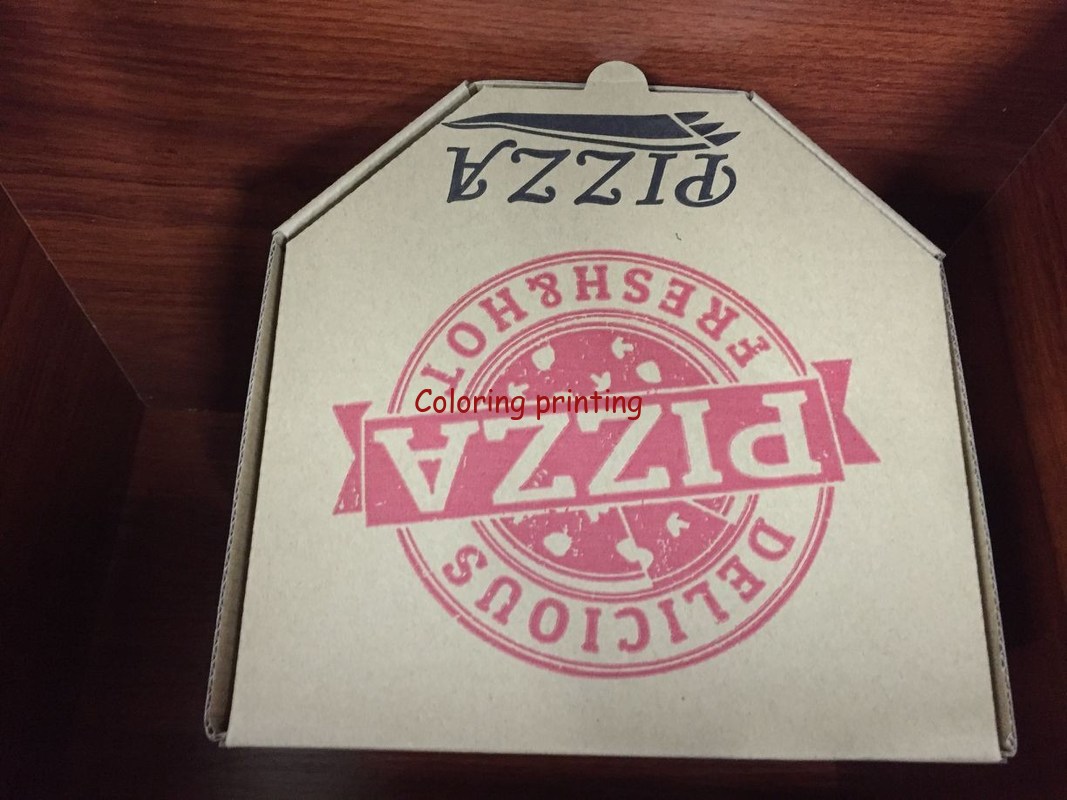 PIZZA
FRESH&HOT
Coloring printing
PIZZA
DELICIOUS